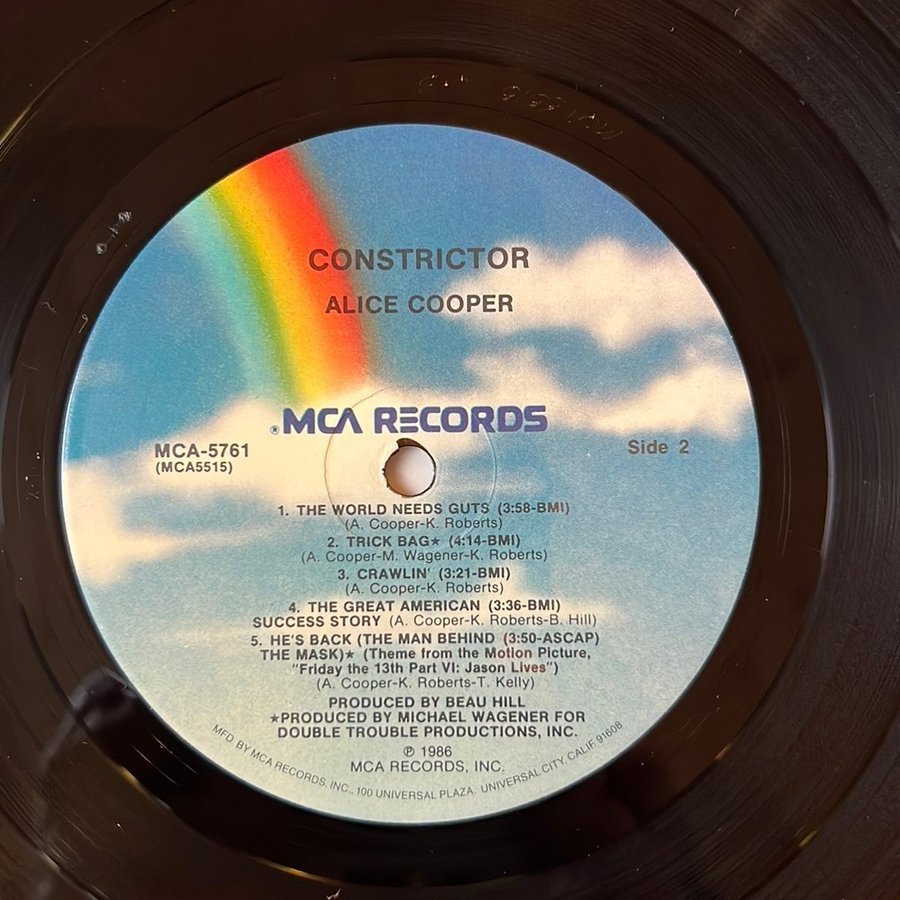 CONSTRICTOR
ALICE COOPER
®MCA RECORDS
MCA-5761
(MCA5515)
Side 2
1. THE WORLD NEEDS GUTS (3:58-BMI)
(A. Cooper-K. Roberts)
2. TRICK BAG★ (4:14-BMI)
(A. Cooper-M. Wagener-K. Roberts)
3. CRAWLIN' (3:21-BMI)
(A. Cooper-K. Roberts)
4. THE GREAT AMERICAN (3:36-BMI)
SUCCESS STORY (A. Cooper-K. Roberts-B. Hill)
5. HE'S BACK (THE MAN BEHIND (3:50-ASCAP)
THE MASK)★ (Theme from the Motion Picture,
"Friday the 13th Part VI: Jason Lives")
(A. Cooper-K. Roberts-T. Kelly)
PRODUCED BY BEAU HILL
★PRODUCED BY MICHAEL WAGENER FOR
DOUBLE TROUBLE PRODUCTIONS, INC.
℗ 1986
MCA RECORDS, INC.
MFD. BY MCA RECORDS, INC., 100 UNIVERSAL PLAZA, UNIVERSAL CITY, CALIF. 91608